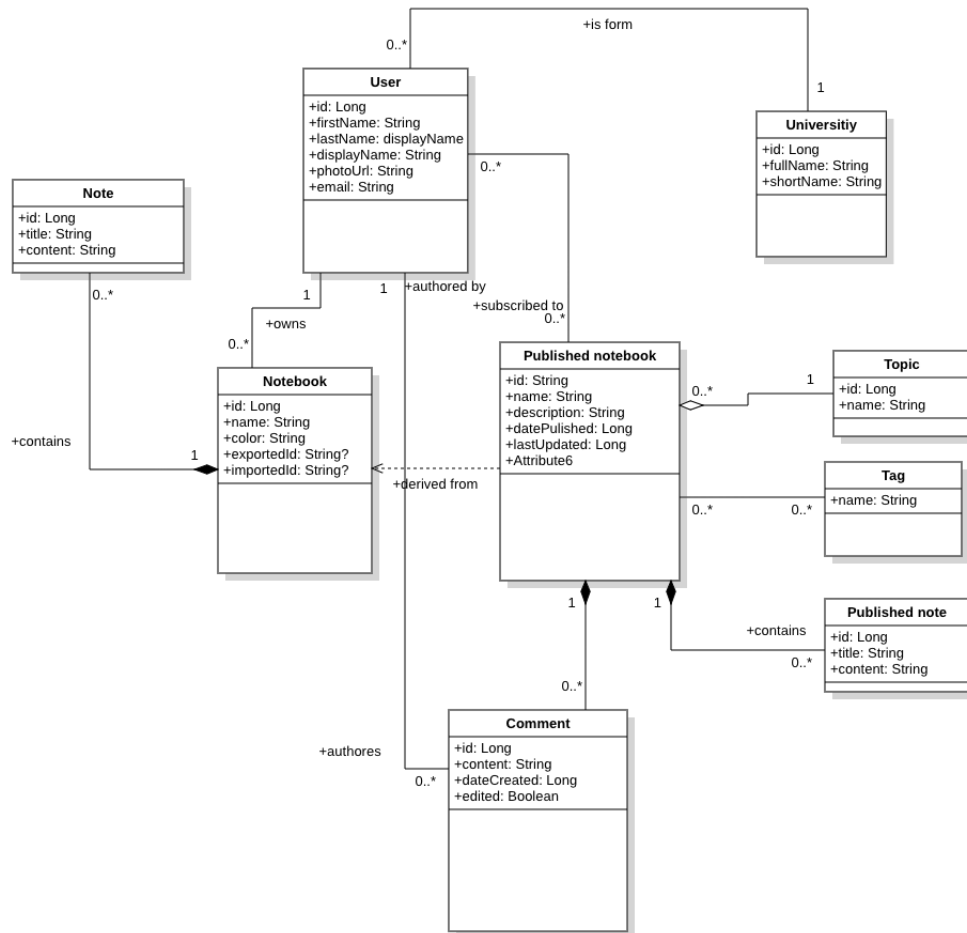 +is form
0..*
1
User
+id: Long
+firstName: String
+lastName: displayName
+displayName: String
+photoUrl: String
+email: String
Universitiy
+id: Long
+fullName: String
+shortName: String
0..*
Note
+id: Long
+title: String
+content: String
0..*
1
+owns
0..*
1
+authored by
+subscribed to
0..*
Notebook
+id: Long
+name: String
+color: String
+exportedId: String?
+importedId: String?
+contains
1
+derived from
Published notebook
+id: String
+name: String
+description: String
+datePulished: Long
+lastUpdated: Long
+Attribute6
0..*
1
Topic
+id: Long
+name: String
0..*
0..*
Tag
+name: String
1
1
+contains
0..*
Published note
+id: Long
+title: String
+content: String
0..*
+authores
0..*
Comment
+id: Long
+content: String
+dateCreated: Long
+edited: Boolean